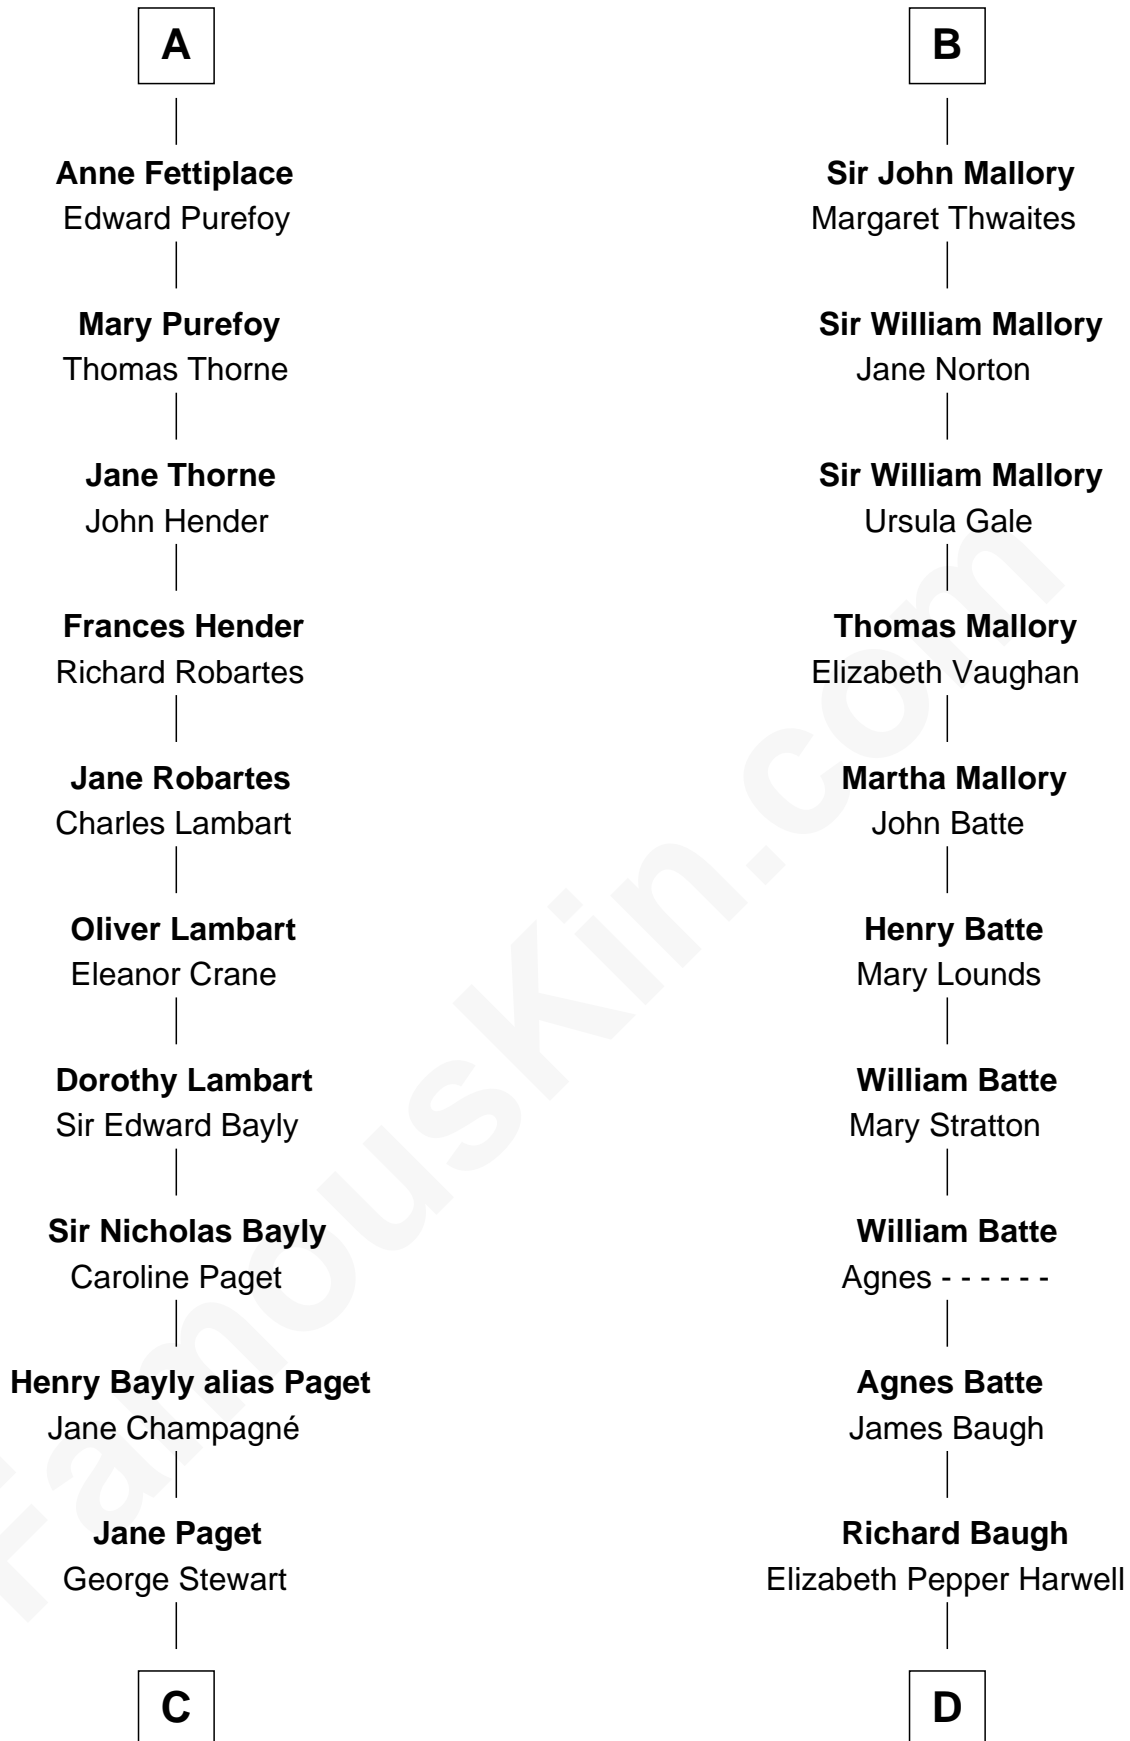 A
Anne Fettiplace
Edward Purefoy
Mary Purefoy
Thomas Thorne
Jane Thorne
John Hender
Frances Hender
Richard Robartes
Jane Robartes
Charles Lambart
Oliver Lambart
Eleanor Crane
Dorothy Lambart
Sir Edward Bayly
Sir Nicholas Bayly
Caroline Paget
Henry Bayly alias Paget
Jane Champagné
Jane Paget
George Stewart
C
B
Sir John Mallory
Margaret Thwaites
Sir William Mallory
Jane Norton
Sir William Mallory
Ursula Gale
Thomas Mallory
Elizabeth Vaughan
Martha Mallory
John Batte
Henry Batte
Mary Lounds
William Batte
Mary Stratton
William Batte
Agnes - - - - - -
Agnes Batte
James Baugh
Richard Baugh
Elizabeth Pepper Harwell
D
FamousKin.com